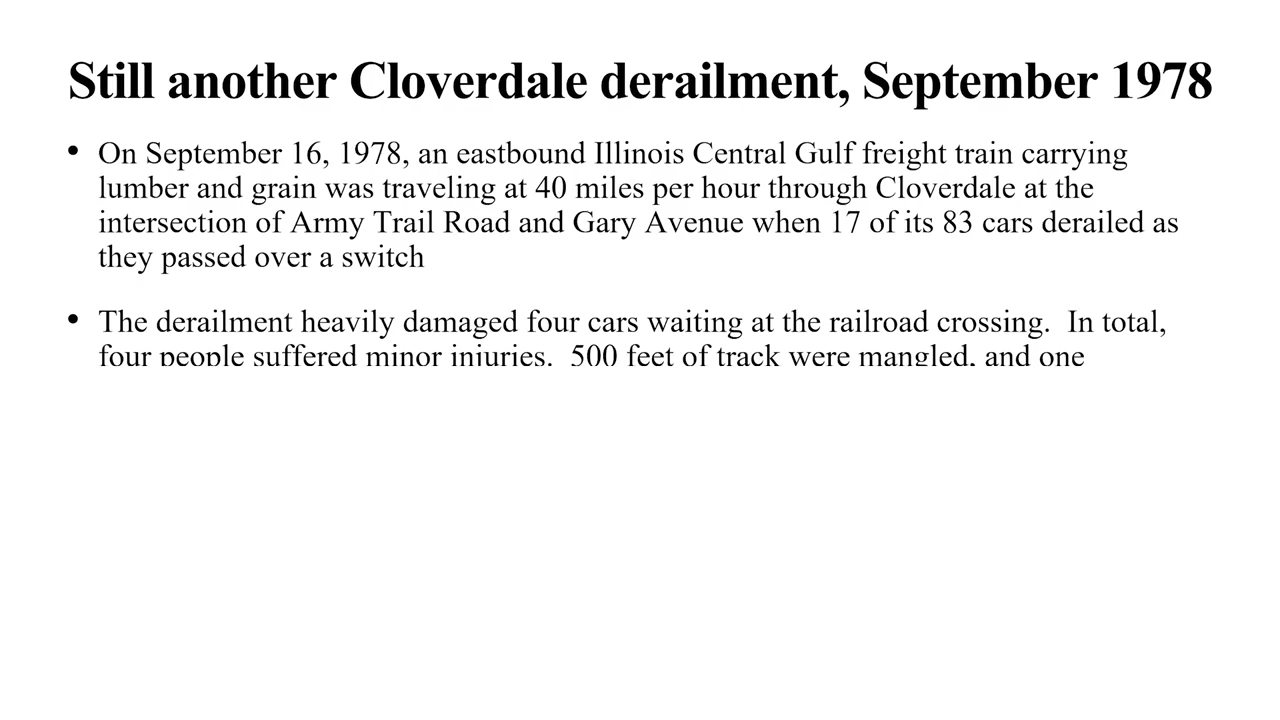 Still another Cloverdale derailment, September 1978
• On September 16, 1978, an eastbound Illinois Central Gulf freight train carrying
lumber and grain was traveling at 40 miles per hour through Cloverdale at the
intersection of Army Trail Road and Gary Avenue when 17 of its 83 cars derailed as
they passed over a switch
• The derailment heavily damaged four cars waiting at the railroad crossing.  In total,
four people suffered minor injuries.  500 feet of track were mangled, and one